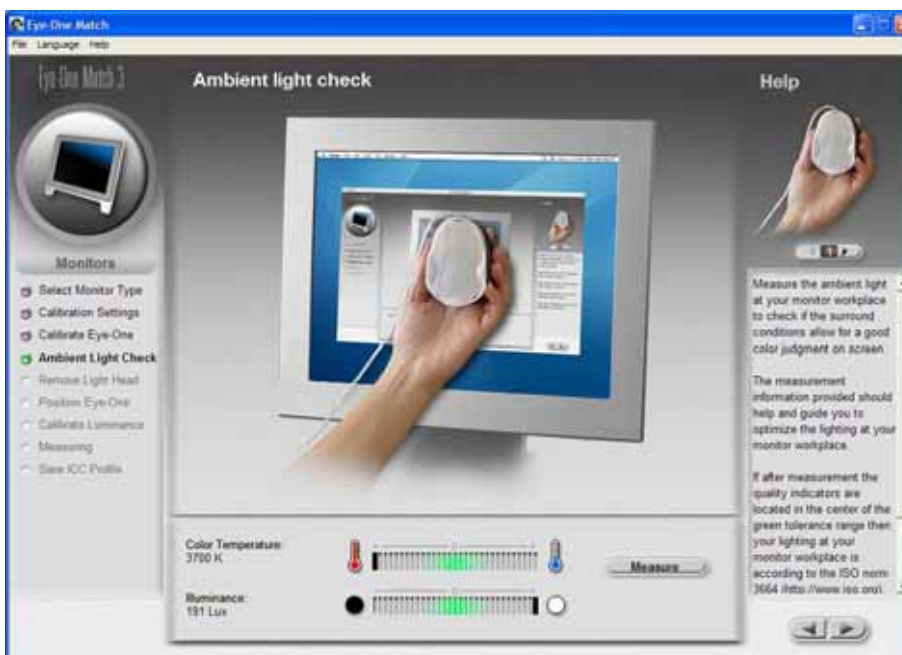 Eye-One Match
File Language Help
Eye-One Match 3
Ambient light check
Help
Monitors
Select Monitor Type
Calibration Settings
Calibrate Eye-One
Ambient Light Check
Remove Light Head
Position Eye-One
Calibrate Luminance
Measuring
Save ICC Profile
Measure the ambient light
at your monitor workplace
to check if the surround
conditions allow for a good
color judgment on screen
The measurement
information provided should
help and guide you to
optimize the lighting at your
monitor workplace.
If after measurement the
quality indicators are
located in the center of the
green tolerance range then
your lighting at your
monitor workplace is
according to the ISO norm
3664 (http://www.iso.org).
Color Temperature:
3700 K
Measure
Illuminance:
191 Lux